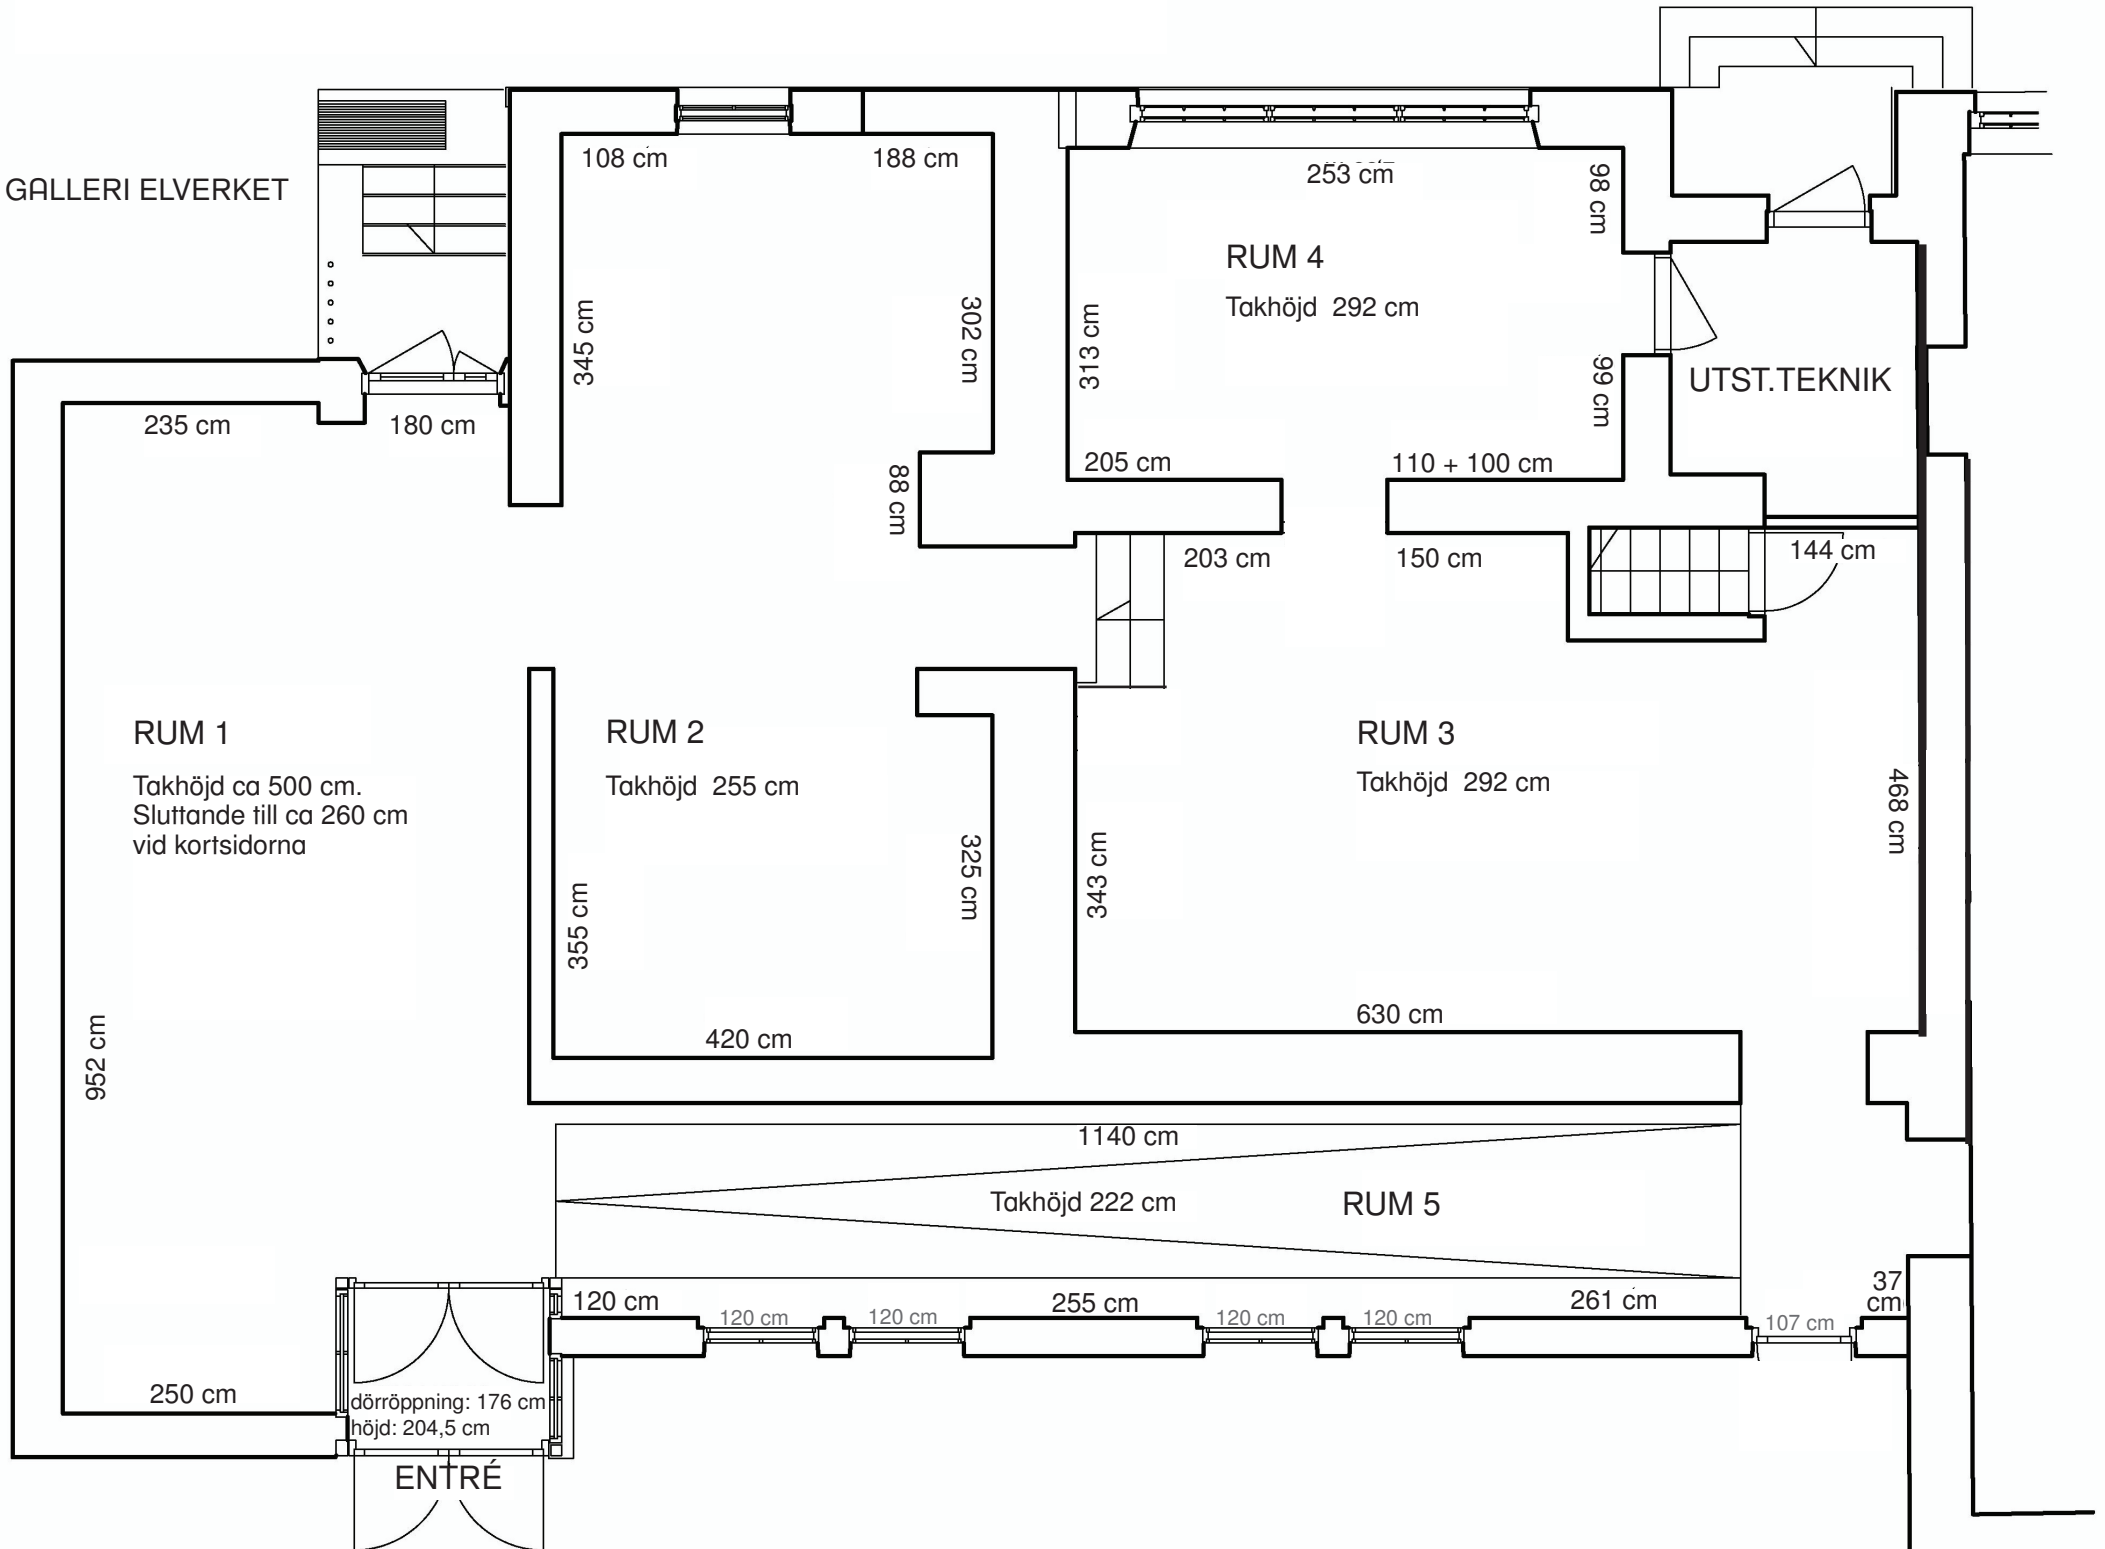 GALLERI ELVERKET
108 cm
188 cm
253 cm
98 cm
RUM 4
Takhöjd 292 cm
345 cm
302 cm
313 cm
99 cm
UTST.TEKNIK
235 cm
180 cm
88 cm
205 cm
110 + 100 cm
203 cm
150 cm
144 cm
RUM 1
Takhöjd ca 500 cm.
Sluttande till ca 260 cm
vid kortsidorna
RUM 2
Takhöjd 255 cm
RUM 3
Takhöjd 292 cm
468 cm
325 cm
343 cm
355 cm
952 cm
420 cm
630 cm
1140 cm
Takhöjd 222 cm
RUM 5
120 cm
120 cm
120 cm
255 cm
120 cm
120 cm
261 cm
107 cm
37
cm
250 cm
dörröppning: 176 cm
höjd: 204,5 cm
ENTRÉ